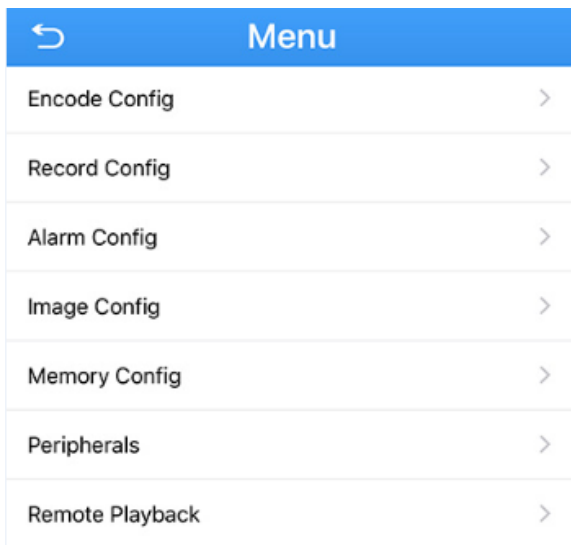 Menu
Encode Config
Record Config
Alarm Config
Image Config
Memory Config
Peripherals
Remote Playback